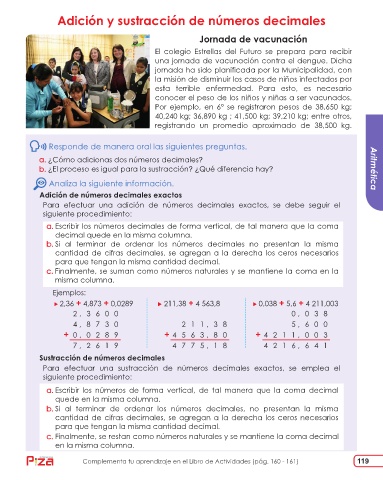 Adición y sustracción de números decimales
Jornada de vacunación
El colegio Estrellas del Futuro se prepara para recibir
una jornada de vacunación contra el dengue. Dicha
jornada ha sido planificada por la Municipalidad, con
la misión de disminuir los casos de niños infectados por
esta terrible enfermedad. Para esto, es necesario
conocer el peso de los niños y niñas a ser vacunados.
Por ejemplo, en 6° se registraron pesos de 38,650 kg;
40,240 kg; 36,890 kg ; 41,500 kg; 39,210 kg; entre otros,
registrando un promedio aproximado de 38,500 kg.
Responde de manera oral las siguientes preguntas.
a. ¿Cómo adicionas dos números decimales?
b. ¿El proceso es igual para la sustracción? ¿Qué diferencia hay?
Analiza la siguiente información.
Adición de números decimales exactos
Para efectuar una adición de números decimales exactos, se debe seguir el
siguiente procedimiento:
a. Escribir los números decimales de forma vertical, de tal manera que la coma
decimal quede en la misma columna.
b. Si al terminar de ordenar los números decimales no presentan la misma
cantidad de cifras decimales, se agregan a la derecha los ceros necesarios
para que tengan la misma cantidad decimal.
c. Finalmente, se suman como números naturales y se mantiene la coma en la
misma columna.
Ejemplos:
▸ 2,36 + 4,873 + 0,0289 ▸ 211,38 + 4 563,8 ▸ 0,038 + 5,6 + 4 211,003
2 , 3 6 0 0 0 , 0 3 8
4 , 8 7 3 0 2 1 1 , 3 8 5 , 6 0 0
+ 0 , 0 2 8 9 + 4 5 6 3 , 8 0 + 4 2 1 1 , 0 0 3
7 , 2 6 1 9 4 7 7 5 , 1 8 4 2 1 6 , 6 4 1
Sustracción de números decimales
Para efectuar una sustracción de números decimales exactos, se emplea el
siguiente procedimiento:
a. Escribir los números de forma vertical, de tal manera que la coma decimal
quede en la misma columna.
b. Si al terminar de ordenar los números decimales, no presentan la misma
cantidad de cifras decimales, se agregan a la derecha los ceros necesarios
para que tengan la misma cantidad decimal.
c. Finalmente, se restan como números naturales y se mantiene la coma decimal
en la misma columna.
Aritmética
Complementa tu aprendizaje en el Libro de Actividades (pág. 160 - 161)
119